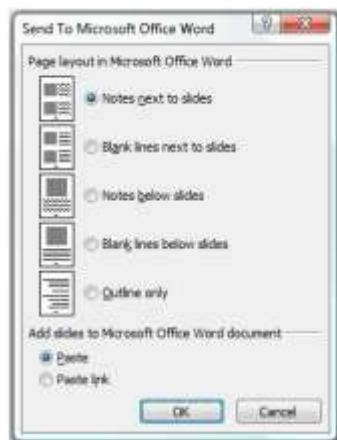 Send To Microsoft Office Word
Page layout in Microsoft Office Word
Notes next to slides
Blank lines next to slides
Notes below slides
Blank lines below slides
Outline only
Add slides to Microsoft Office Word document
Paste
Paste link
OK
Cancel